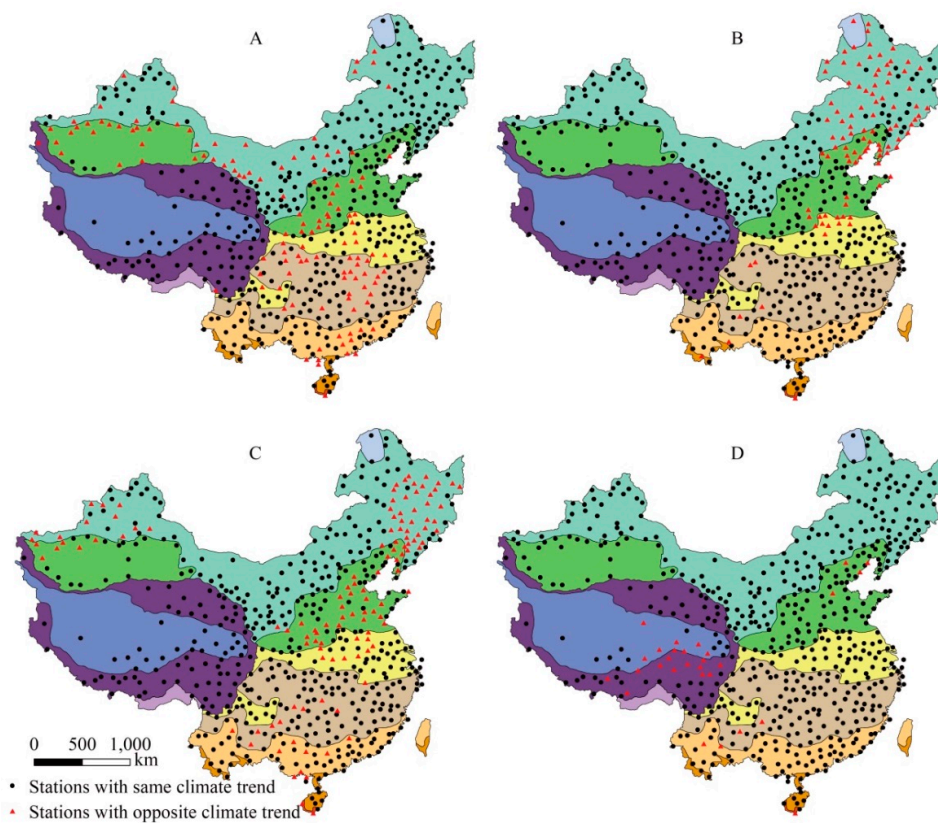 A
B
C
D
0 500 1,000
km
Stations with same climate trend
Stations with opposite climate trend